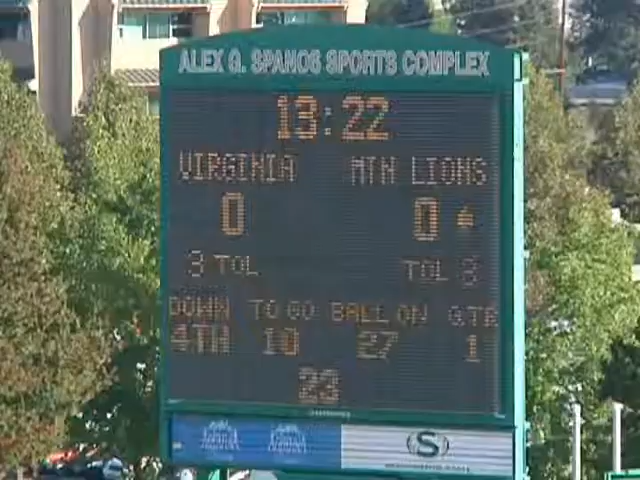 ALEX G. SPANOS SPORTS COMPLEX
13:22
VIRGINIA MTN LIONS
0 0
3 TOL TOL 3
DOWN TO GO BALL ON QTR
4TH 10 27 1
23
S